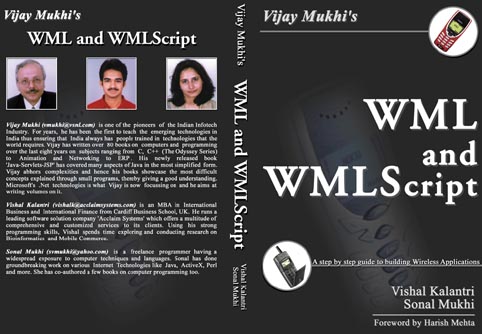 Vijay Mukhi's
WML and WMLScript
Vijay Mukhi (vmukhi@vsnl.com) is one of the pioneers of the Indian Infotech
Industry. For years, he has been the first to teach the emerging technologies in
India thus ensuring that India always has people trained in technologies that the
world requires. Vijay has written over 80 books on computers and programming
over the last eight years on subjects ranging from C, C++ (The Odyssey Series)
to Animation and Networking to ERP. His newly released book
'Java-Servlets-JSP' has covered many aspects of Java in the most simplified form.
Vijay abhors complexities and hence his books showcase the most difficult
concepts explained through small programs, thereby giving a good understanding.
Microsoft's .Net technologies is what Vijay is now focussing on and he aims at
writing volumes on it.
Vishal Kalantri (vishalk@acclaimsystems.com) is an MBA in International
Business and International Finance from Cardiff Business School, UK. He runs a
leading software solution company 'Acclaim Systems' which offers a multitude of
comprehensive and customized services to its clients. Using his strong
programming skills, Vishal spends time exploring and conducting research on
Bioinformatics and Mobile Commerce.
Sonal Mukhi (svmukhi@yahoo.com) is a freelance programmer having a
widespread exposure to computer techniques and languages. Sonal has done
groundbreaking work on various Internet Technologies like Java, ActiveX, Perl
and more. She has co-authored a few books on computer programming too.
Vijay Mukhi's
WML and WMLScript
Vishal Kalantri
Sonal Mukhi
Vijay Mukhi's
WML
and
WMLScript
A step by step guide to building Wireless Applications
Vishal Kalantri
Sonal Mukhi
Foreword by Harish Mehta